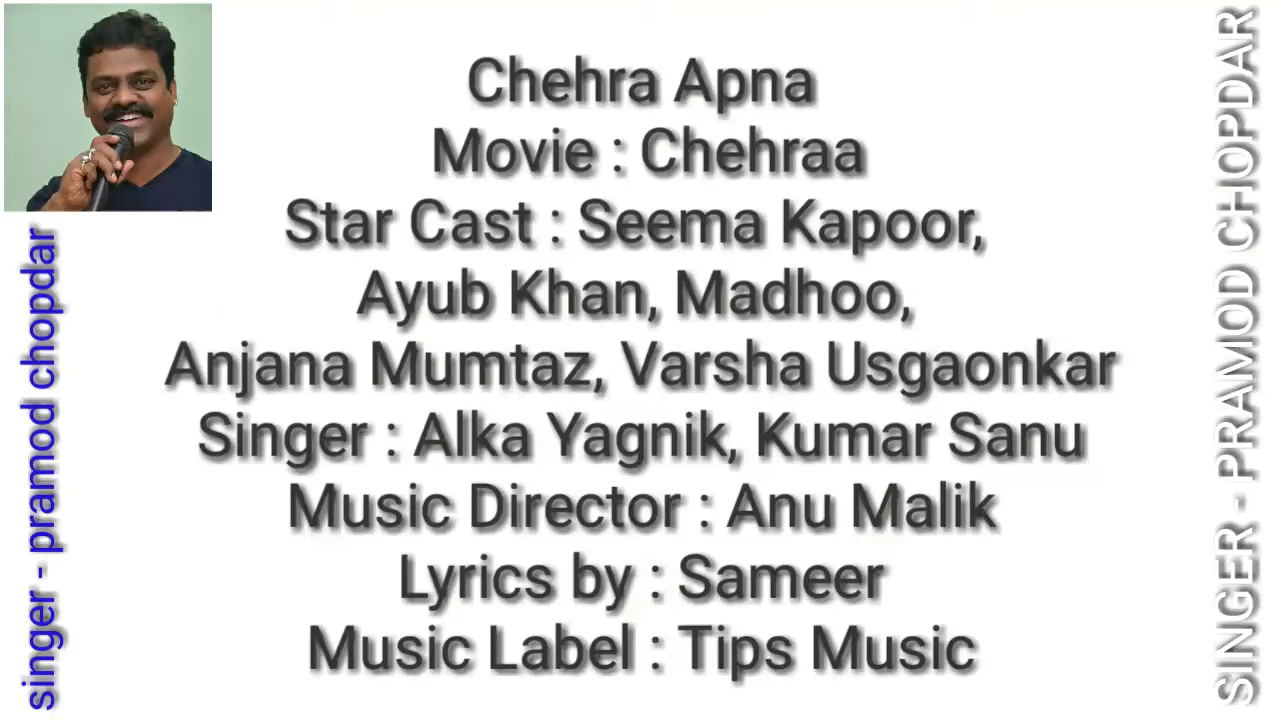 Chehra Apna
Movie : Chehraa
Star Cast : Seema Kapoor,
Ayub Khan, Madhoo,
Anjana Mumtaz, Varsha Usgaonkar
Singer : Alka Yagnik, Kumar Sanu
Music Director : Anu Malik
Lyrics by : Sameer
Music Label : Tips Music
singer - pramod chopdar
SINGER - PRAMOD CHOPDAR